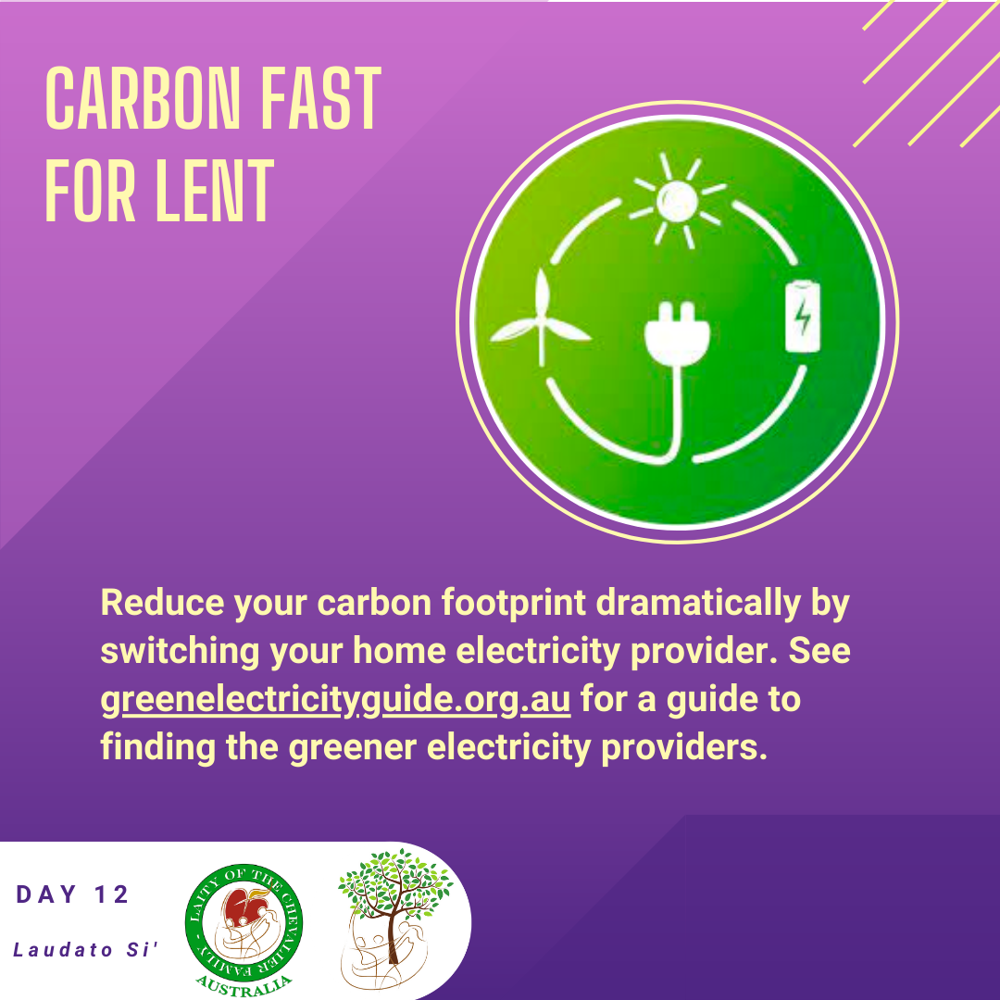 CARBON FAST
FOR LENT
Reduce your carbon footprint dramatically by
switching your home electricity provider. See
greenelectricityguide.org.au for a guide to
finding the greener electricity providers.
DAY 12
Laudato Si'
LAITY OF THE CHEVALIER FAMILY -
AUSTRALIA